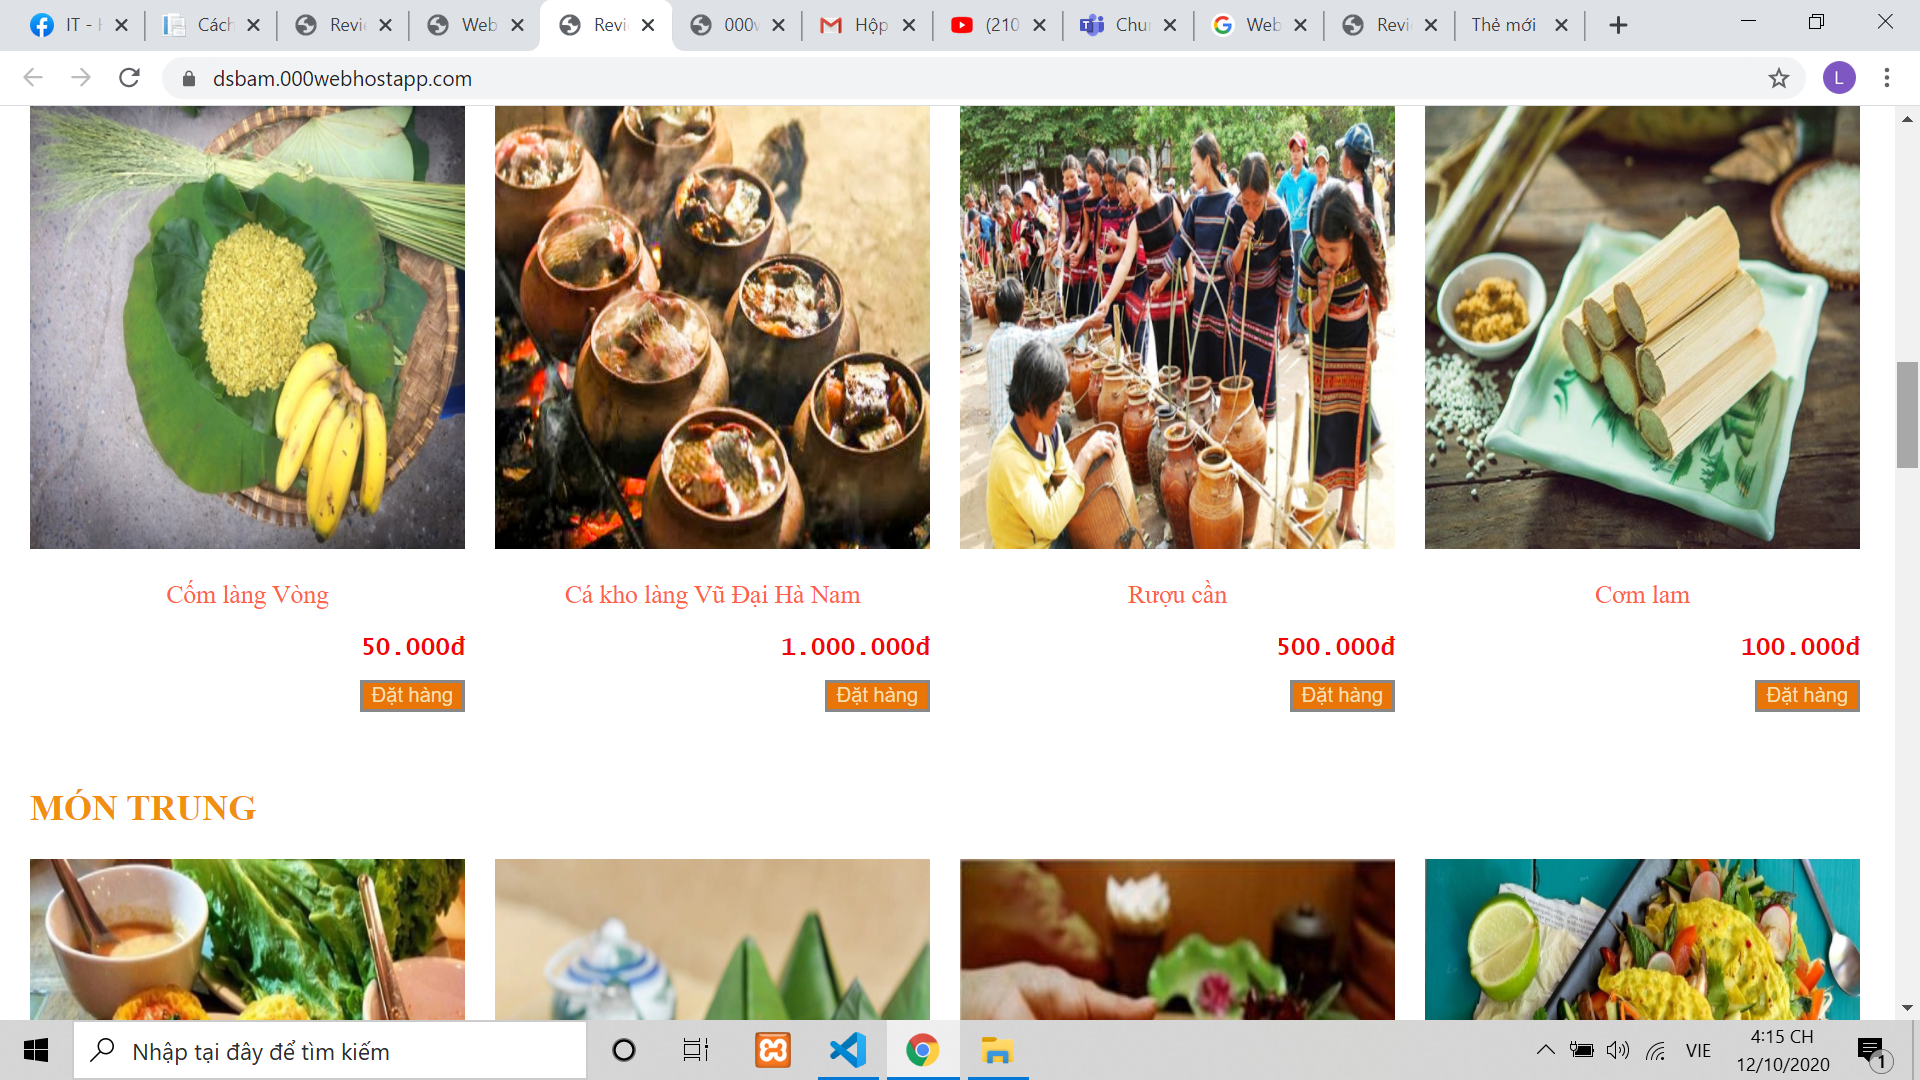 IT - Cách Revi Web Revi 000w Hộp (210 Chu Web Revi Thẻ mới
dsbam.000webhostapp.com L
Cốm làng Vòng Cá kho làng Vũ Đại Hà Nam Rượu cần Cơm lam
50.000đ 1.000.000đ 500.000đ 100.000đ
Đặt hàng Đặt hàng Đặt hàng Đặt hàng
MÓN TRUNG
Nhập tại đây để tìm kiếm
VIE
4:15 CH
12/10/2020
1